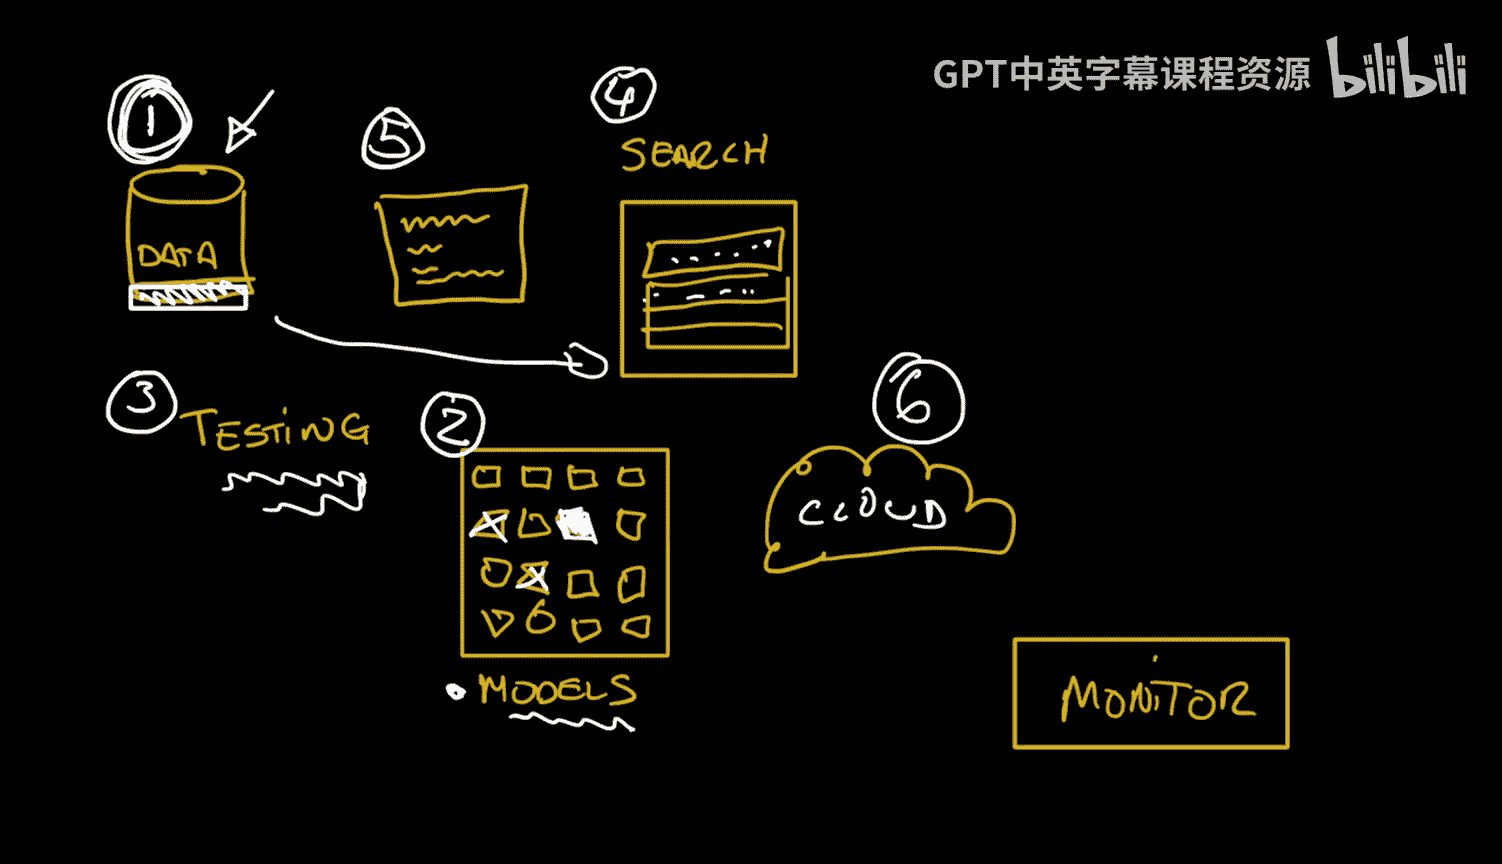 GPT中英字幕课程资源 bilibili
1
5
4
SEARCH
DATA
3
TESTING
2
6
CLOUD
MODELS
MONITOR